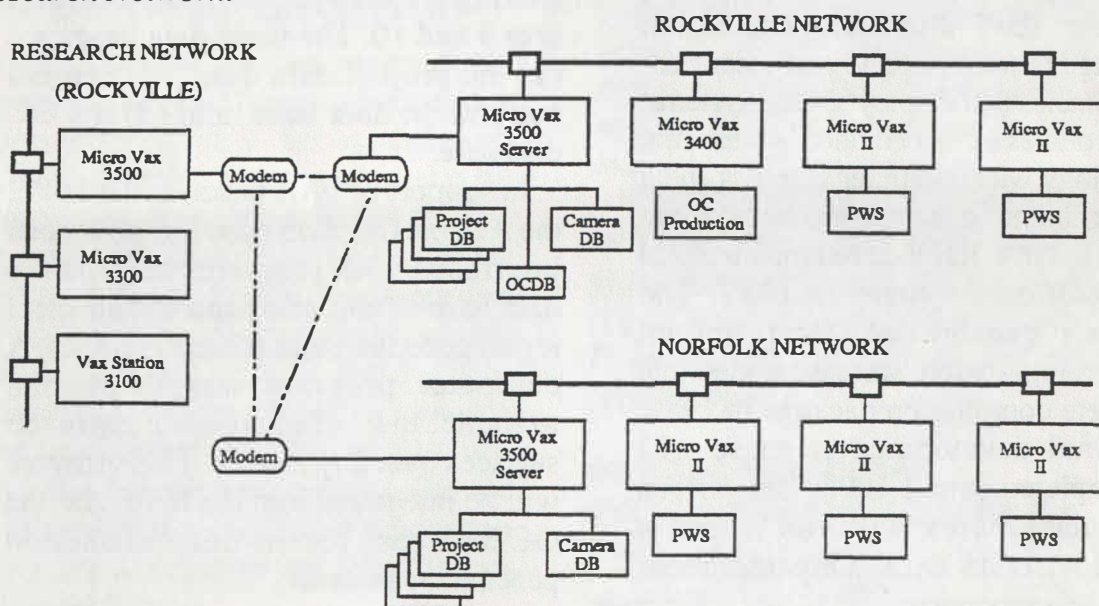 RESEARCH NETWORK
(ROCKVILLE)
Micro Vax
3500
Micro Vax
3300
Vax Station
3100
Modem
Modem
Modem
ROCKVILLE NETWORK
Micro Vax
3500
Server
Project
DB
OCDB
Camera
DB
Micro Vax
3400
OC
Production
Micro Vax
II
PWS
Micro Vax
II
PWS
NORFOLK NETWORK
Micro Vax
3500
Server
Project
DB
Camera
DB
Micro Vax
II
PWS
Micro Vax
II
PWS
Micro Vax
II
PWS